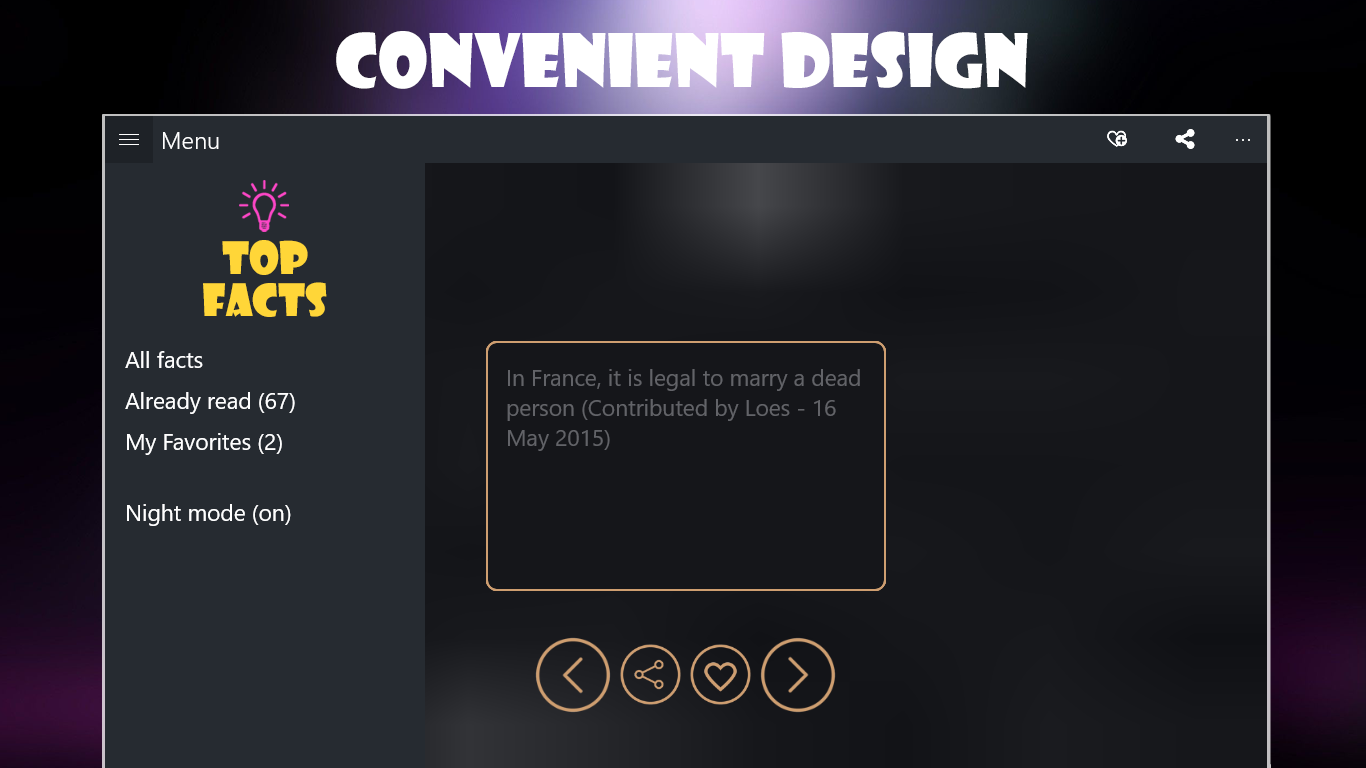 CONVENIENT DESIGN
Menu
TOP
FACTS
All facts
Already read (67)
My Favorites (2)
Night mode (on)
In France, it is legal to marry a dead
person (Contributed by Loes - 16
May 2015)